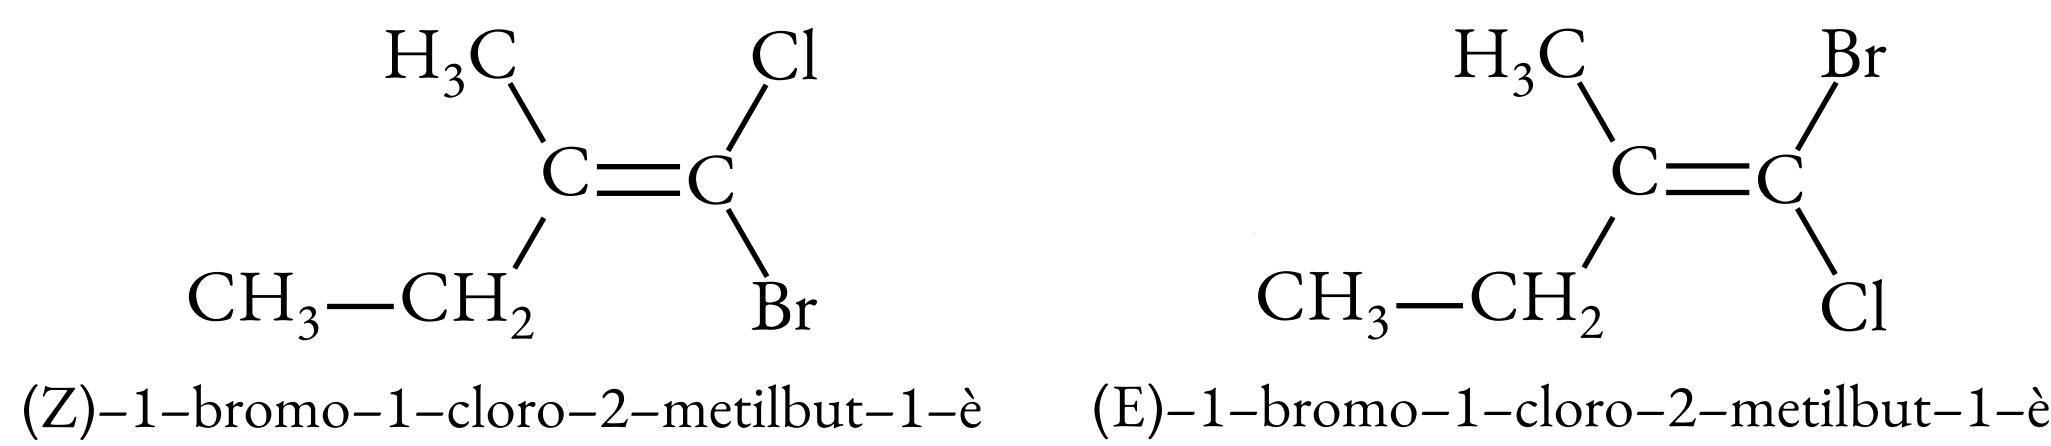 H₃C Cl H₃C Br
C C C C
CH₃ CH₂ Br CH₃ CH₂ Cl
(Z)–1–bromo–1–cloro–2–metilbut–1–è (E)–1–bromo–1–cloro–2–metilbut–1–è